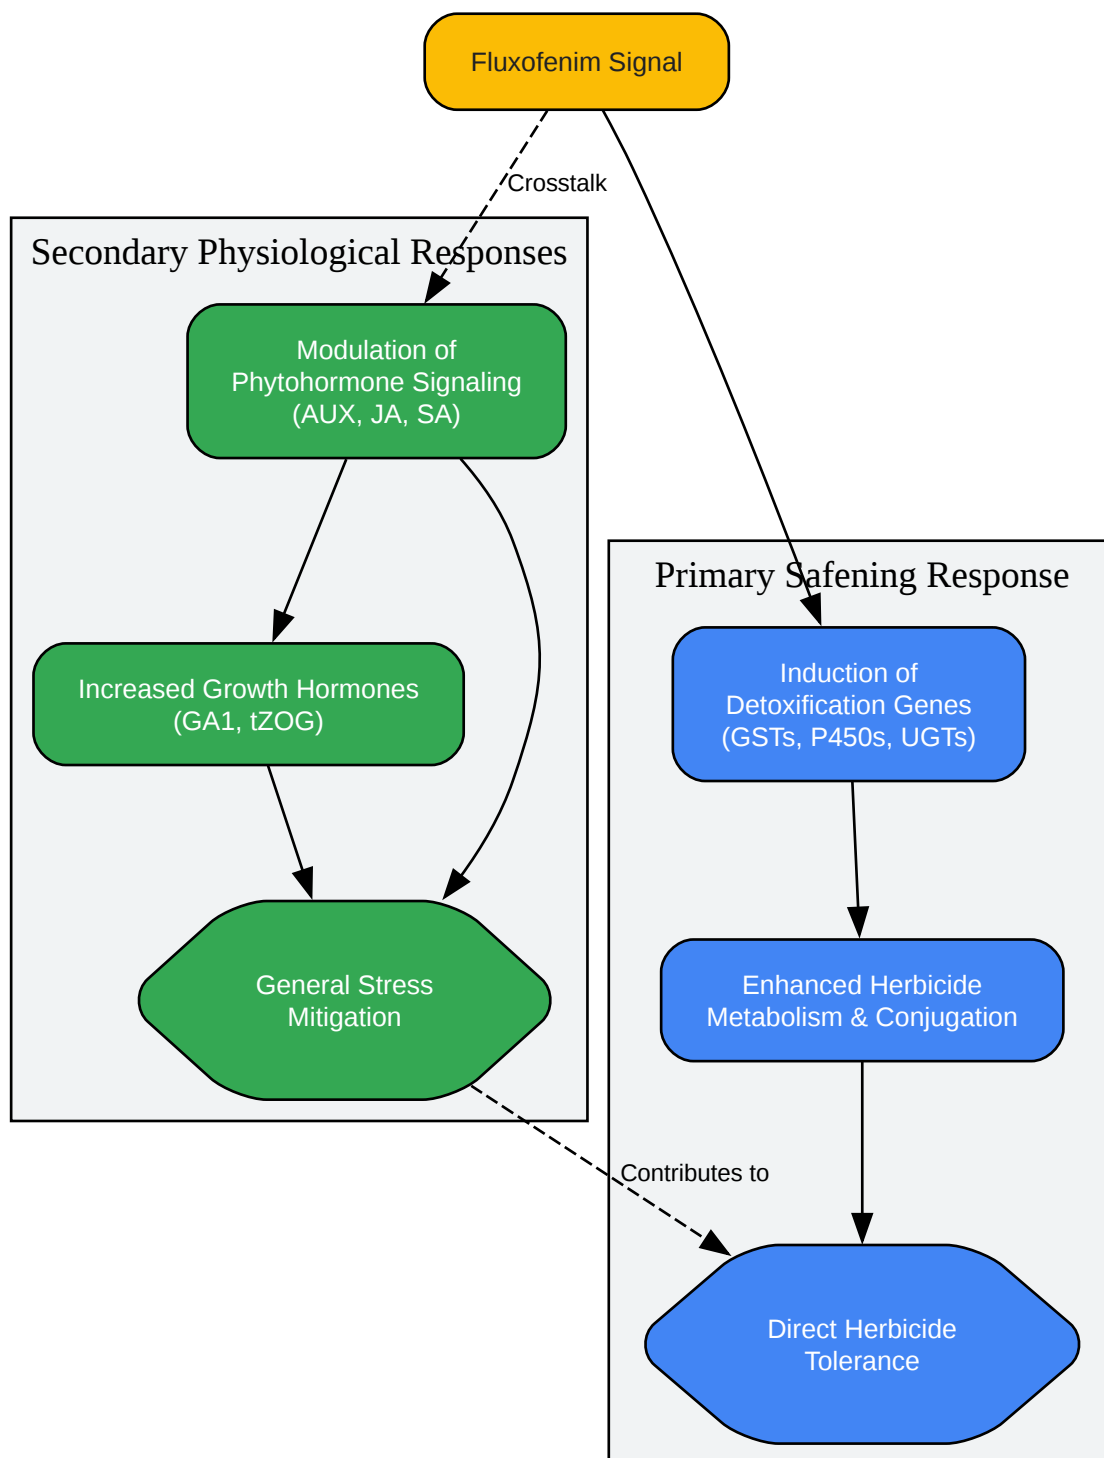 Fluxofenim Signal
Crosstalk
Secondary Physiological Responses
Modulation of
Phytohormone Signaling
(AUX, JA, SA)
Increased Growth Hormones
(GA1, tZOG)
General Stress
Mitigation
Primary Safening Response
Induction of
Detoxification Genes
(GSTs, P450s, UGTs)
Enhanced Herbicide
Metabolism & Conjugation
Contributes to
Direct Herbicide
Tolerance